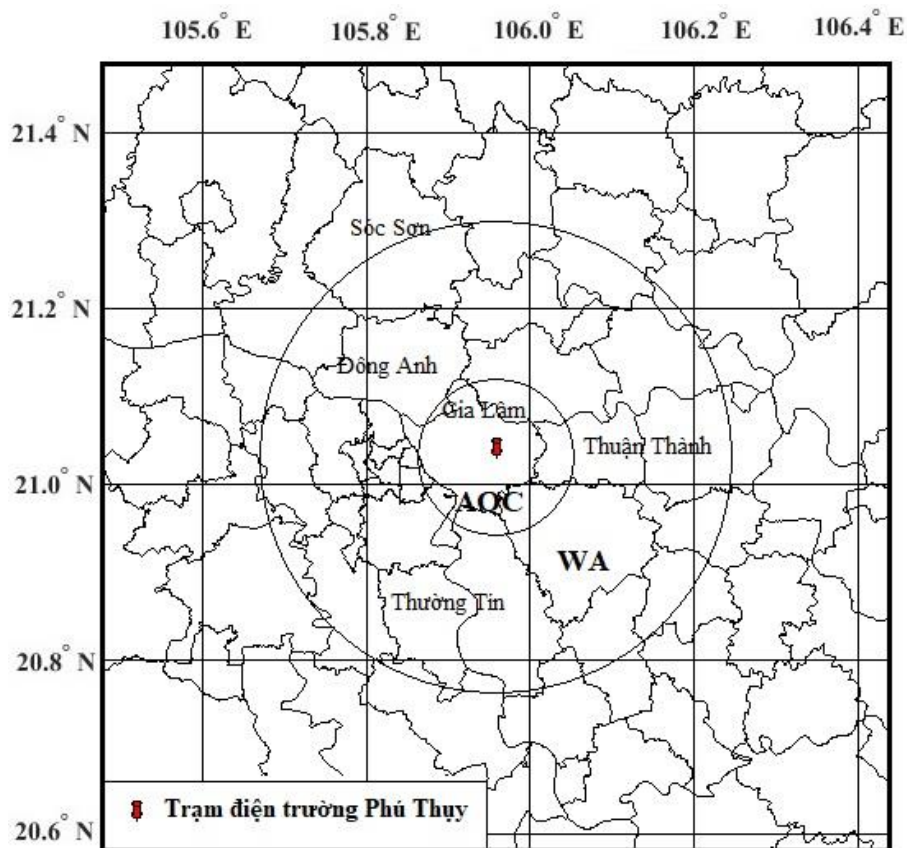 105.6° E 105.8° E 106.0° E 106.2° E 106.4° E
21.4° N
Sóc Sơn
21.2° N
Đông Anh
Gia Lâm
Thuận Thành
21.0° N
AQC
WA
Thường Tín
20.8° N
Trạm điện trường Phú Thụy
20.6° N